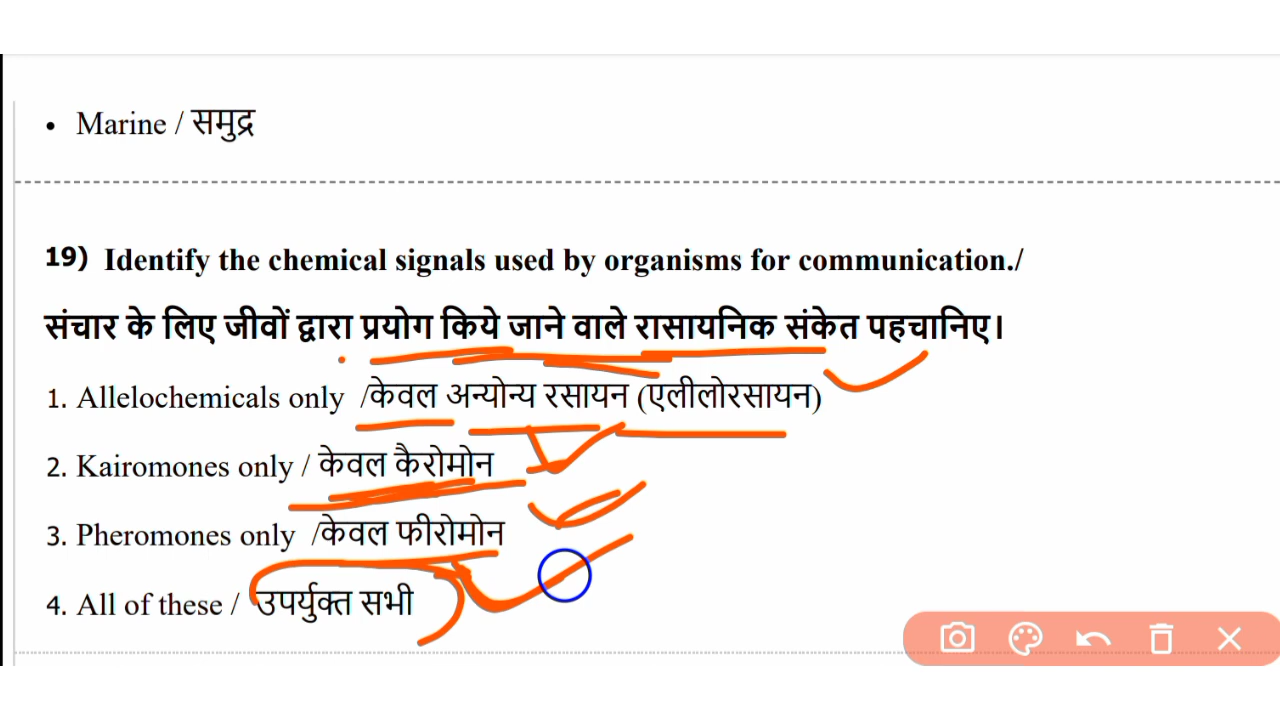 • Marine / समुद्र
19) Identify the chemical signals used by organisms for communication./
संचार के लिए जीवों द्वारा प्रयोग किये जाने वाले रासायनिक संकेत पहचानिए।
1. Allelochemicals only /केवल अन्योन्य रसायन (एलीलोरसायन)
2. Kairomones only / केवल कैरोमोन
3. Pheromones only /केवल फीरोमोन
4. All of these / उपर्युक्त सभी